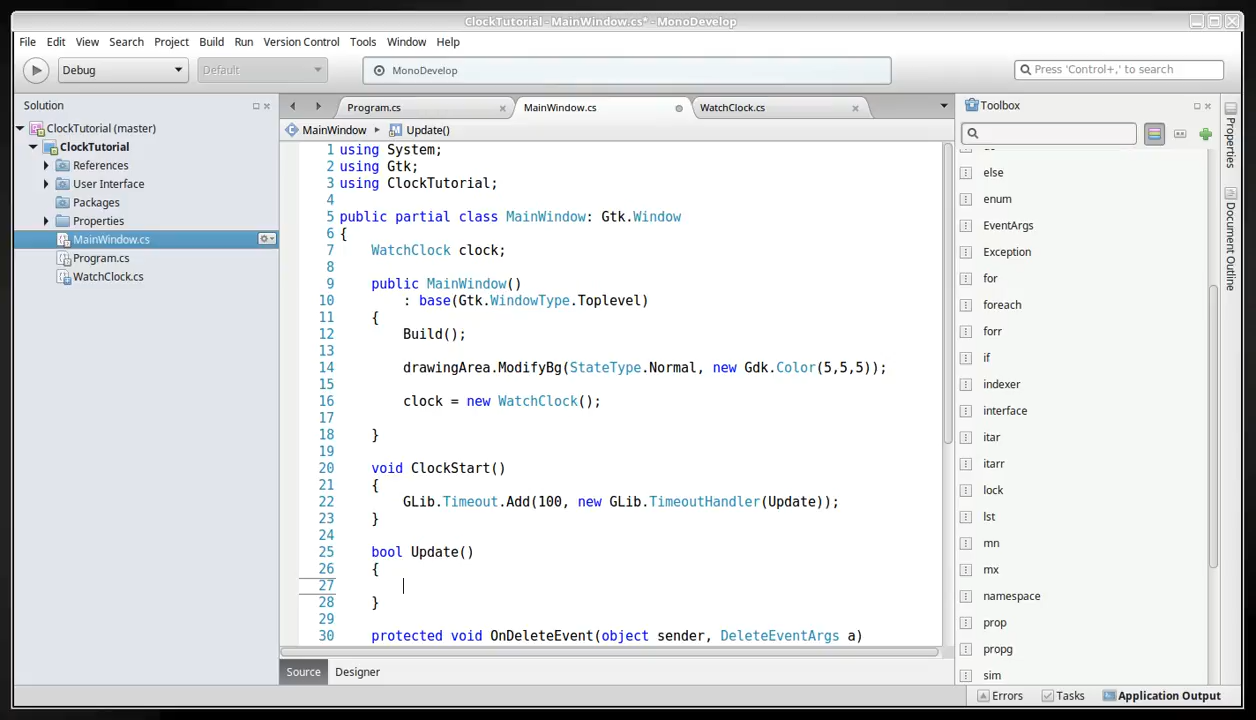 ClockTutorial - MainWindow.cs* - MonoDevelop
File Edit View Search Project Build Run Version Control Tools Window Help
Debug Default MonoDevelop Press 'Control+,' to search
Solution
ClockTutorial (master)
ClockTutorial
References
User Interface
Packages
Properties
MainWindow.cs
Program.cs
WatchClock.cs
Program.cs MainWindow.cs WatchClock.cs
MainWindow Update()
1 using System;
2 using Gtk;
3 using ClockTutorial;
4
5 public partial class MainWindow: Gtk.Window
6 {
7 WatchClock clock;
8
9 public MainWindow()
10 : base(Gtk.WindowType.Toplevel)
11 {
12 Build();
13
14 drawingArea.ModifyBg(StateType.Normal, new Gdk.Color(5,5,5));
15
16 clock = new WatchClock();
17
18 }
19
20 void ClockStart()
21 {
22 GLib.Timeout.Add(100, new GLib.TimeoutHandler(Update));
23 }
24
25 bool Update()
26 {
27
28 }
29
30 protected void OnDeleteEvent(object sender, DeleteEventArgs a)
Source Designer
Toolbox
else
enum
EventArgs
Exception
for
foreach
forr
if
indexer
interface
itar
itarr
lock
lst
mn
mx
namespace
prop
propg
sim
Properties
Document Outline
Errors Tasks Application Output